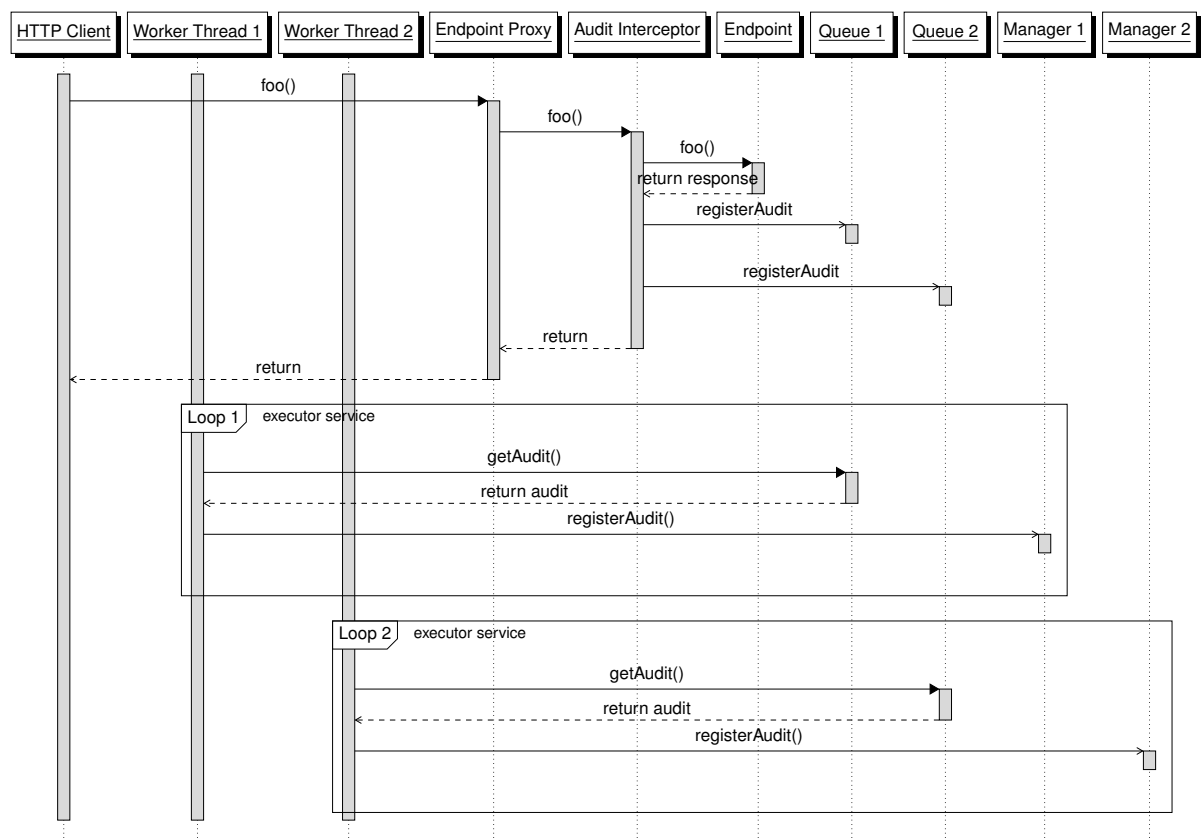 HTTP Client Worker Thread 1 Worker Thread 2 Endpoint Proxy Audit Interceptor Endpoint Queue 1 Queue 2 Manager 1 Manager 2
foo()
foo()
foo()
return response
registerAudit
registerAudit
return
return
Loop 1 executor service
getAudit()
return audit
registerAudit()
Loop 2 executor service
getAudit()
return audit
registerAudit()